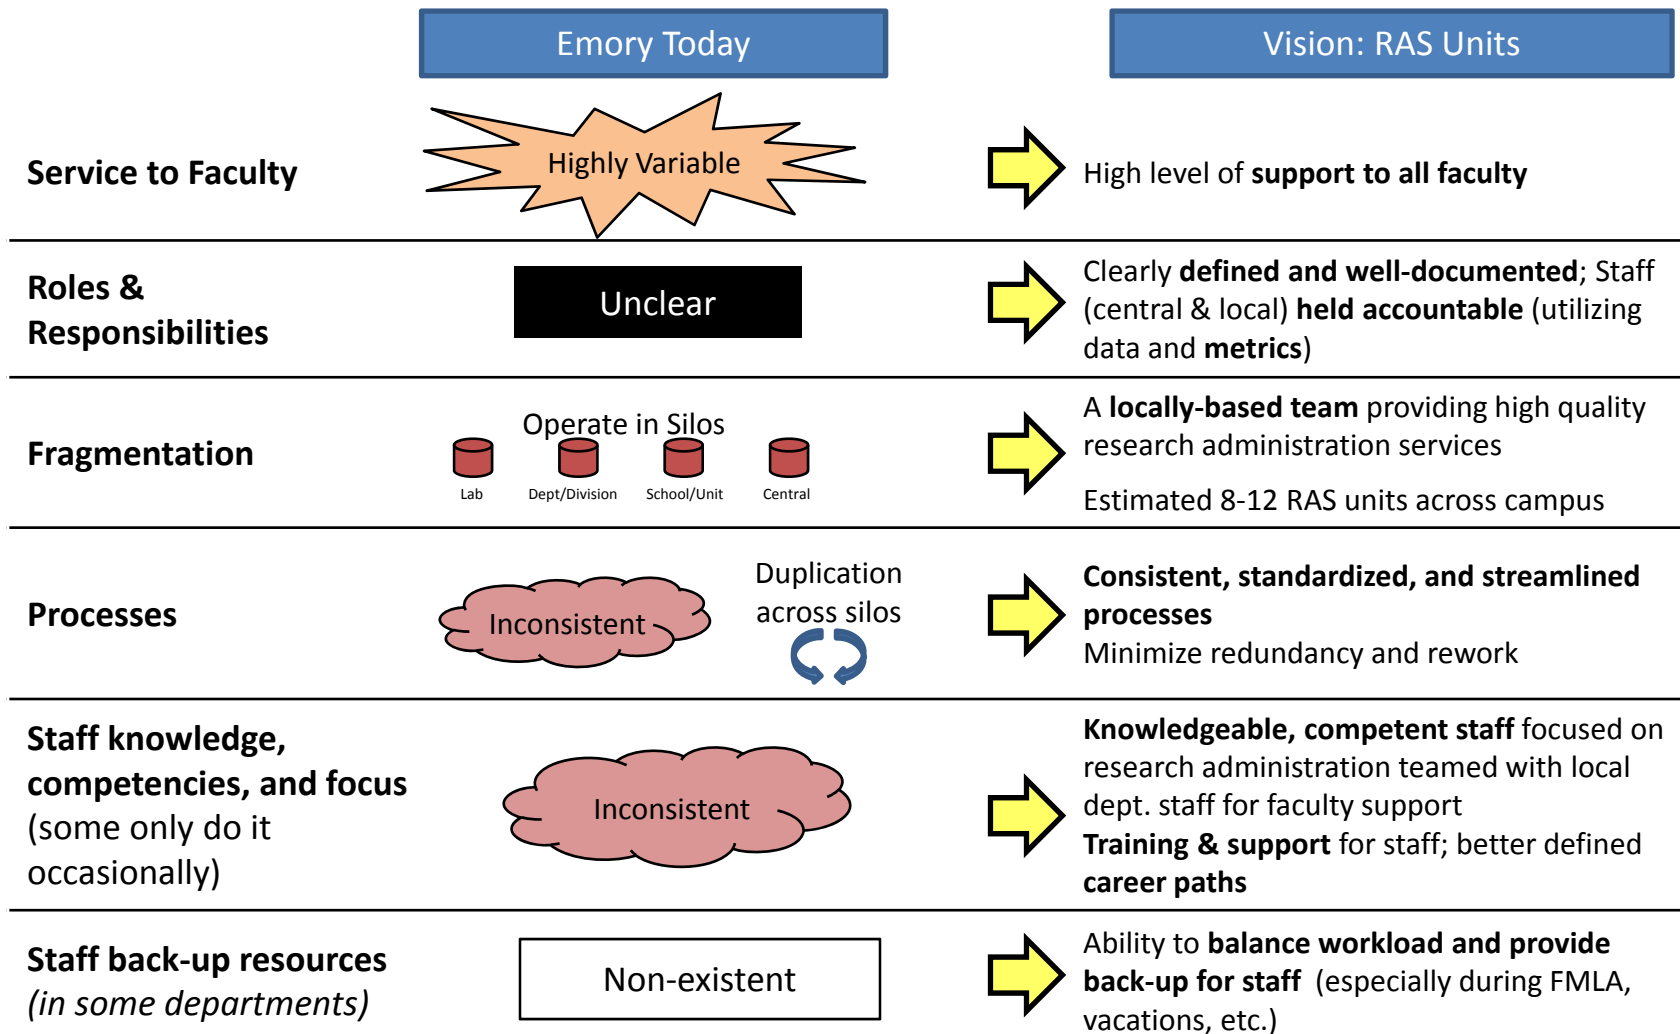 Emory Today
Vision: RAS Units
Service to Faculty
Highly Variable
High level of support to all faculty
Roles &
Responsibilities
Unclear
Clearly defined and well-documented; Staff
(central & local) held accountable (utilizing
data and metrics)
Fragmentation
Operate in Silos
Lab
Dept/Division
School/Unit
Central
A locally-based team providing high quality
research administration services
Estimated 8-12 RAS units across campus
Processes
Inconsistent
Duplication
across silos
Consistent, standardized, and streamlined
processes
Minimize redundancy and rework
Staff knowledge,
competencies, and focus
(some only do it
occasionally)
Inconsistent
Knowledgeable, competent staff focused on
research administration teamed with local
dept. staff for faculty support
Training & support for staff; better defined
career paths
Staff back-up resources
(in some departments)
Non-existent
Ability to balance workload and provide
back-up for staff (especially during FMLA,
vacations, etc.)